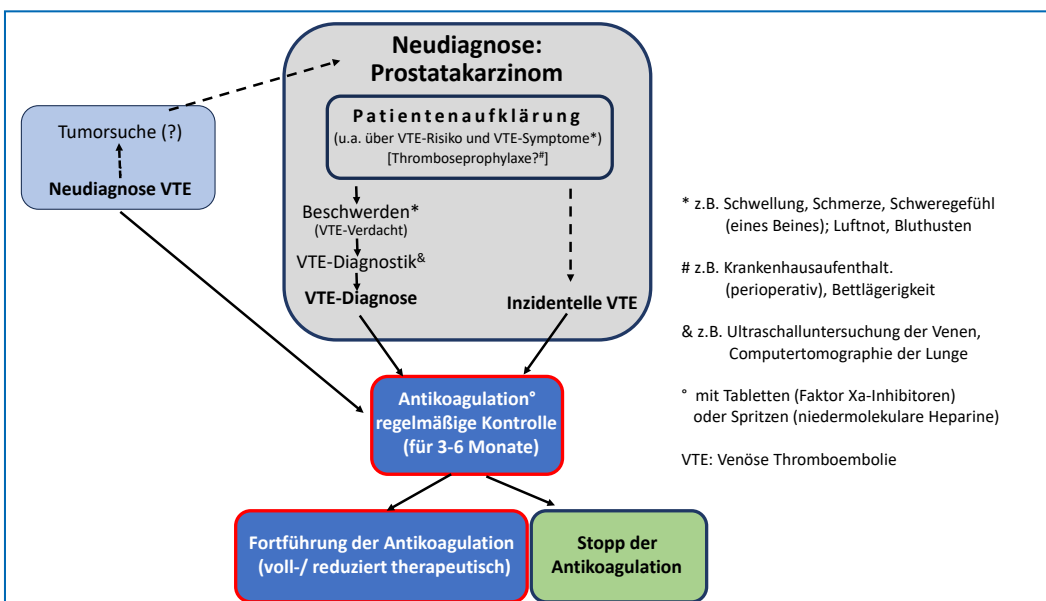 Neudiagnose:
Prostatakarzinom
Patientenaufklärung
(u.a. über VTE-Risiko und VTE-Symptome*)
[Thromboseprophylaxe?#]
Tumorsuche (?)
Neudiagnose VTE
Beschwerden*
(VTE-Verdacht)
VTE-Diagnostik&
VTE-Diagnose
Inzidentelle VTE
* z.B. Schwellung, Schmerze, Schweregefühl
(eines Beines); Luftnot, Bluthusten
# z.B. Krankenhausaufenthalt.
(perioperativ), Bettlägerigkeit
& z.B. Ultraschalluntersuchung der Venen,
Computertomographie der Lunge
° mit Tabletten (Faktor Xa-Inhibitoren)
oder Spritzen (niedermolekulare Heparine)
VTE: Venöse Thromboembolie
Antikoagulation°
regelmäßige Kontrolle
(für 3-6 Monate)
Fortführung der Antikoagulation
(voll-/ reduziert therapeutisch)
Stopp der
Antikoagulation